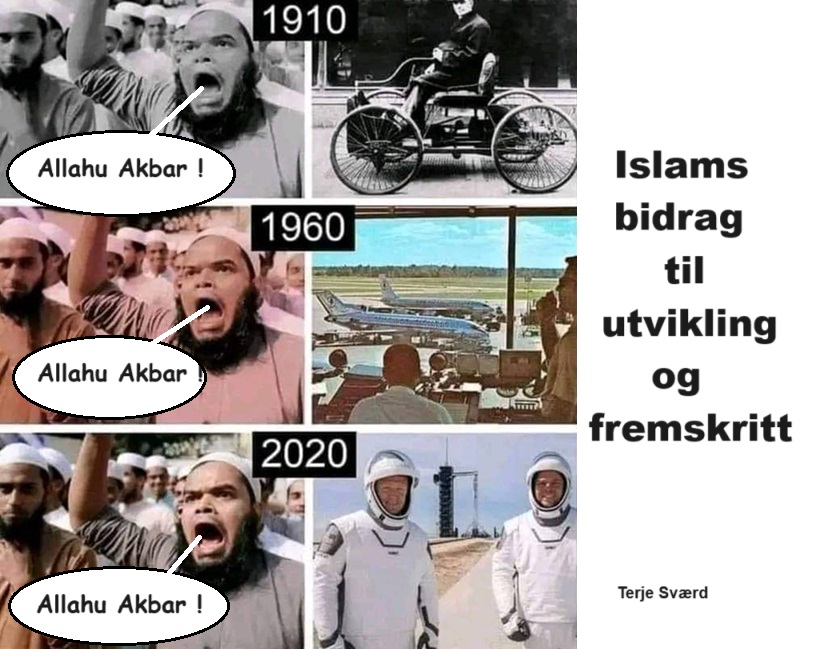 1910
Allahu Akbar !
1960
Allahu Akbar !
2020
Allahu Akbar !
Islams
bidrag
til
utvikling
og
fremskritt
Terje Sværd